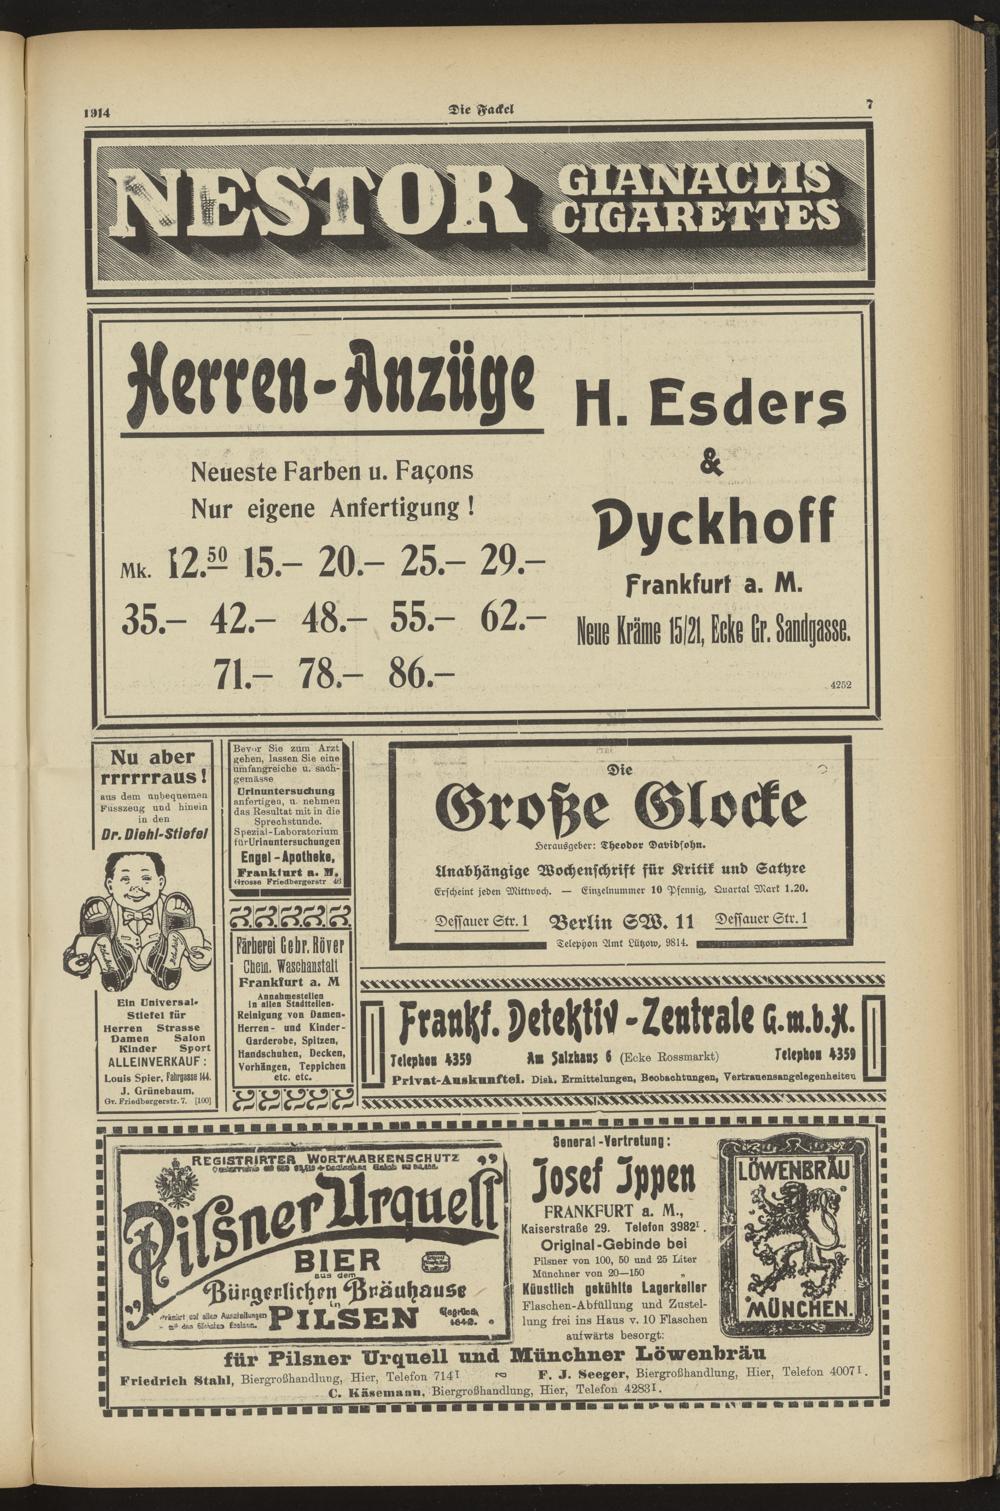 1914
Die Fackel
7
NESTOR GIANACLIS
CIGARETTES
Herren-Anzüge
Neueste Farben u. Façons
Nur eigene Anfertigung !
Mk. 12.50 15.— 20.— 25.— 29.—
35.— 42.— 48.— 55.— 62.—
71.— 78.— 86.—
H. Esders
&
Dyckhoff
Frankfurt a. M.
Neue Kräme 15/21, Ecke Gr. Sandgasse.
4252
Nu aber
rrrrrraus!
aus dem unbequemen
Fusszeug und hinein
in den
Dr. Diehl-Stiefel
Ein Universal-
Stiefel für
Herren Strasse
Damen Salon
Kinder Sport
ALLEINVERKAUF:
Louis Spier, Fahrgasse 144.
J. Grünebaum,
Gr. Friedbergerstr. 7. [100]
Bevor Sie zum Arzt
gehen, lassen Sie eine
umfangreiche u. sach-
gemässe
Urinuntersuchung
anfertigen, u. nehmen
das Resultat mit in die
Sprechstunde.
Spezial-Laboratorium
für Urinuntersuchungen
Engel-Apotheke,
Frankfurt a. M.
Grosse Friedbergerstr 46
Färberei Gebr. Röver
Chem. Waschanstalt
Frankfurt a. M
Annahmestellen
in allen Stadtteilen.
Reinigung von Damen-
Herren- und Kinder-
Garderobe, Spitzen,
Handschuhen, Decken,
Vorhängen, Teppichen
etc. etc.
Die
Große Glocke
Herausgeber: Theodor Davidsohn.
Unabhängige Wochenschrift für Kritik und Satyre
Erscheint jeden Mittwoch. — Einzelnummer 10 Pfennig, Quartal Mark 1.20.
Dessauer Str. 1 Berlin SW. 11 Dessauer Str. 1
Telephon Amt Lützow, 9814.
Frankf. Detektiv-Zentrale G.m.b.H.
Telephon 4359 Am Salzhaus 6 (Ecke Rossmarkt) Telephon 4359
Privat-Auskunftei. Disk. Ermittelungen, Beobachtungen, Vertrauensangelegenheiten
REGISTRIRTER WORTMARKENSCHUTZ
„Pilsner Urquell”
BIER
aus dem
Bürgerlichen Bräuhause
in
PILSEN
Gegründ.
1842.
General-Vertretung:
Josef Ippen
FRANKFURT a. M.,
Kaiserstraße 29. Telefon 3982I.
Original-Gebinde bei
Pilsner von 100, 50 und 25 Liter
Münchner von 20—150 „
Künstlich gekühlte Lagerkeller
Flaschen-Abfüllung und Zustel-
lung frei ins Haus v. 10 Flaschen
aufwärts besorgt:
LÖWENBRÄU
MÜNCHEN.
für Pilsner Urquell und Münchner Löwenbräu
Friedrich Stahl, Biergroßhandlung, Hier, Telefon 714I F. J. Seeger, Biergroßhandlung, Hier, Telefon 4007I.
C. Käsemann, Biergroßhandlung, Hier, Telefon 4283I.